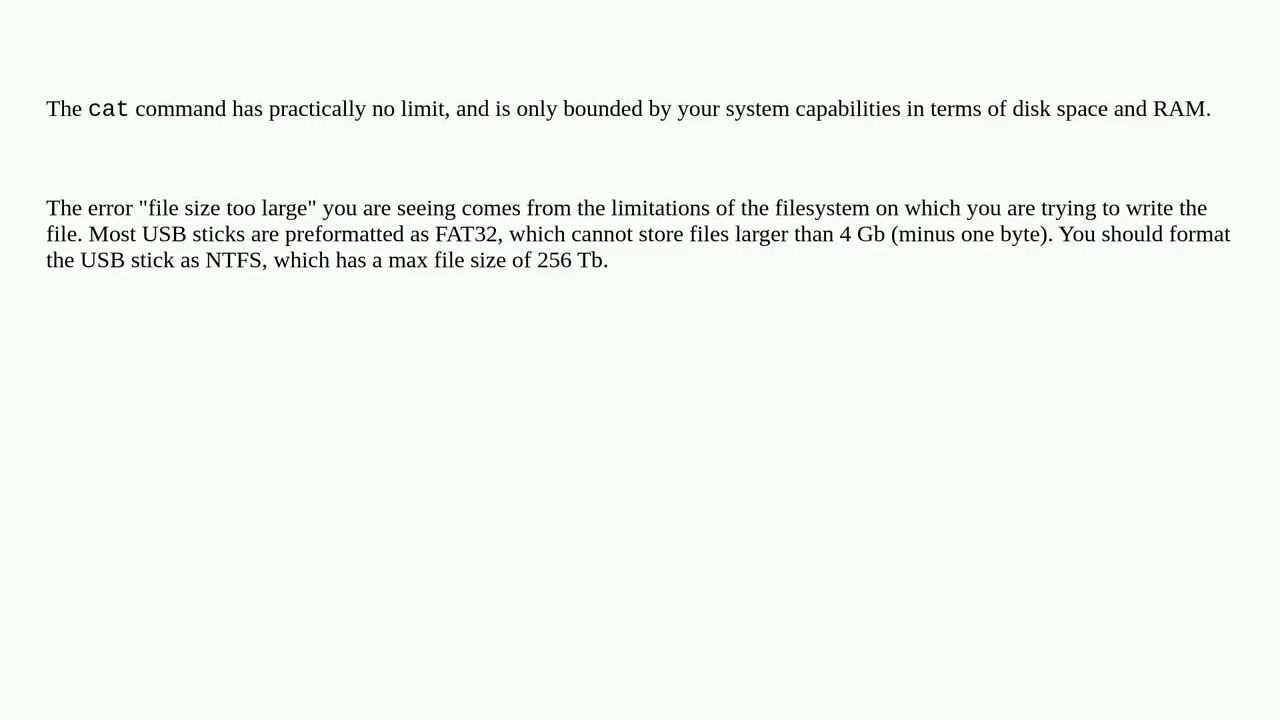 The cat command has practically no limit, and is only bounded by your system capabilities in terms of disk space and RAM.
The error "file size too large" you are seeing comes from the limitations of the filesystem on which you are trying to write the
file. Most USB sticks are preformatted as FAT32, which cannot store files larger than 4 Gb (minus one byte). You should format
the USB stick as NTFS, which has a max file size of 256 Tb.